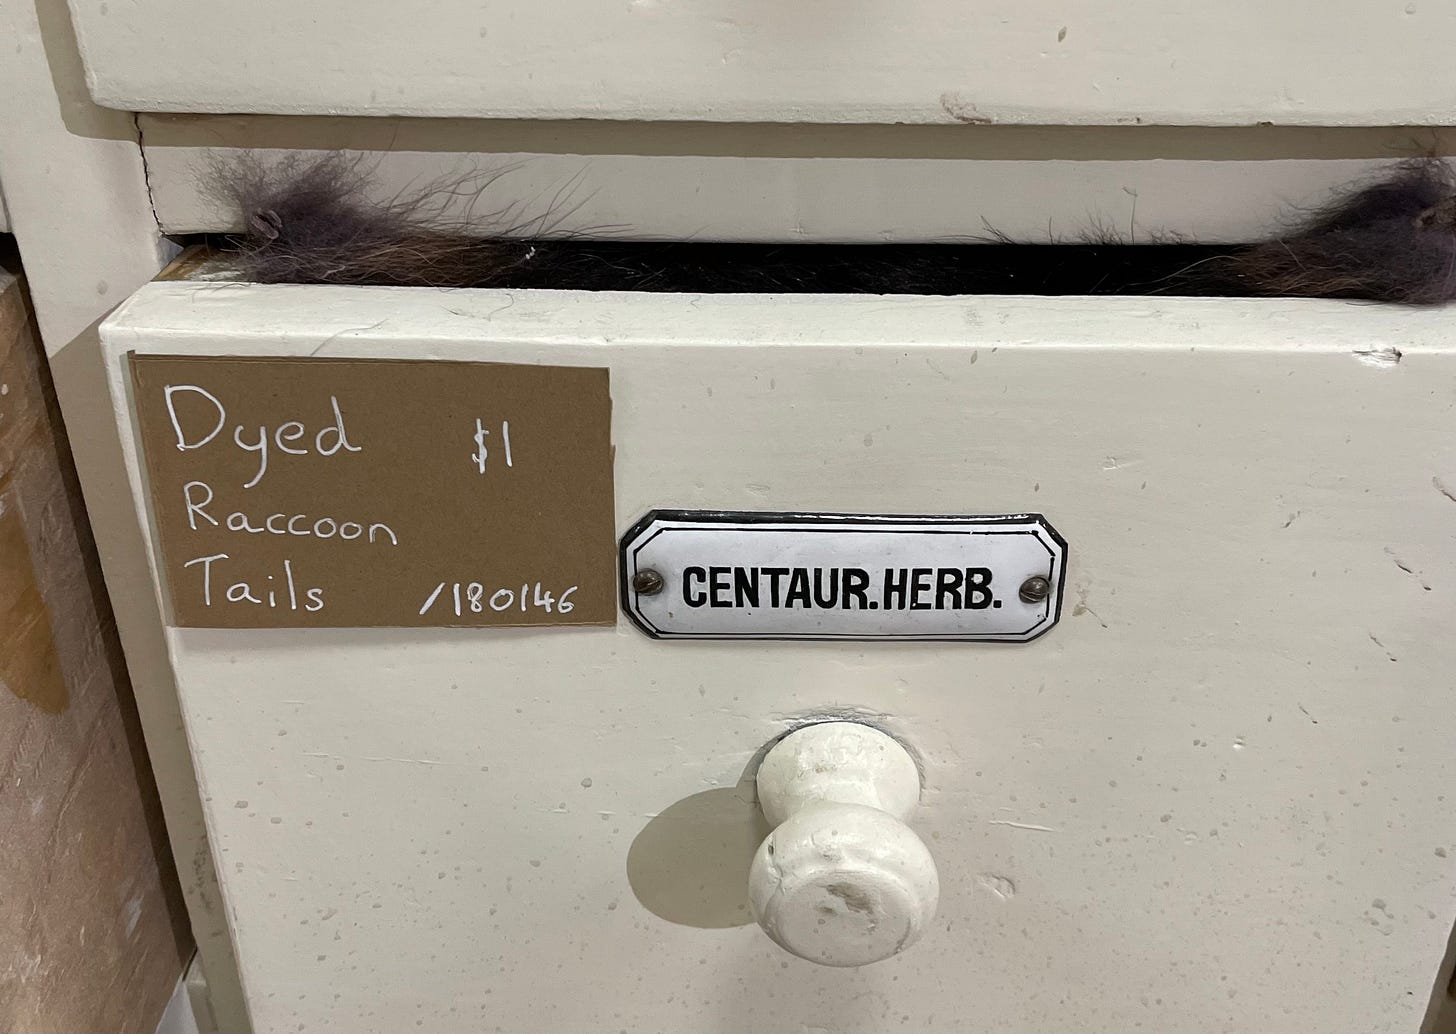 Dyed $1
Raccoon
Tails /180146
CENTAUR.HERB.